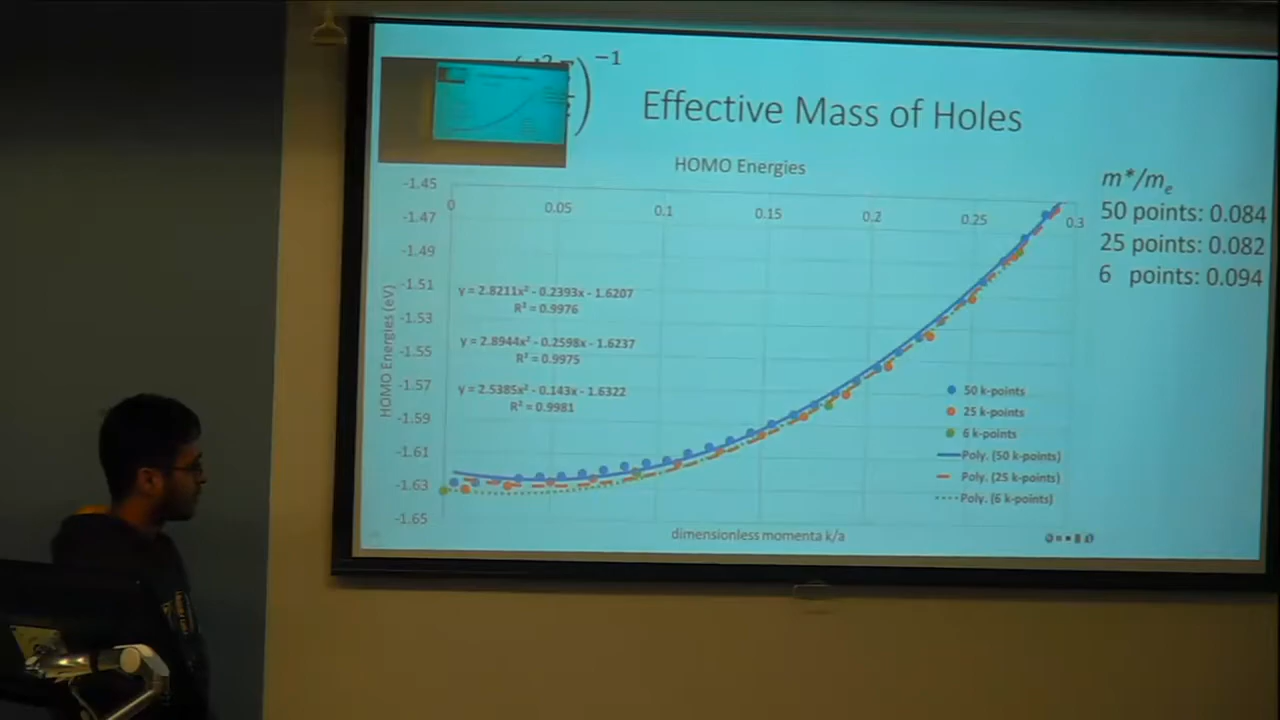 −1
Effective Mass of Holes
HOMO Energies
m*/me
50 points: 0.084
25 points: 0.082
6 points: 0.094
-1.45
-1.47
-1.49
-1.51
-1.53
-1.55
-1.57
-1.59
-1.61
-1.63
-1.65
0 0.05 0.1 0.15 0.2 0.25 0.3
HOMO Energies (eV)
y = 2.8211x² - 0.2393x - 1.6207
R² = 0.9976
y = 2.8944x² - 0.2598x - 1.6237
R² = 0.9975
y = 2.5385x² - 0.143x - 1.6322
R² = 0.9981
50 k-points
25 k-points
6 k-points
Poly. (50 k-points)
Poly. (25 k-points)
Poly. (6 k-points)
dimensionless momenta k/a